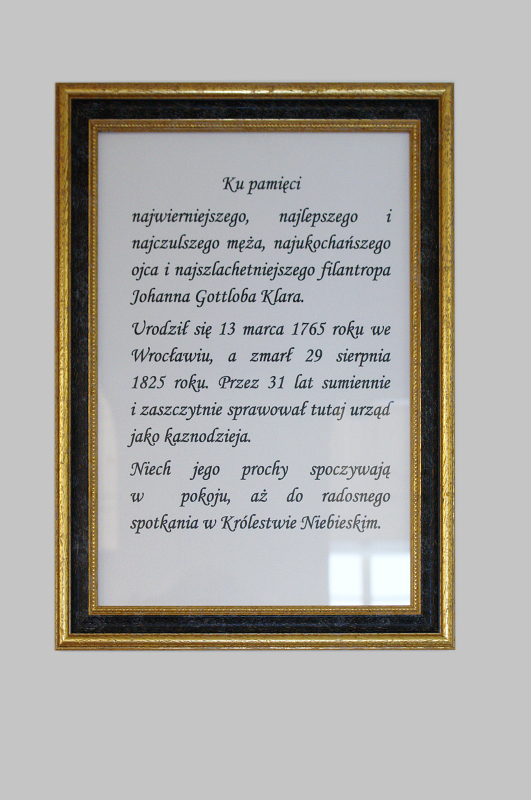 Ku pamięci
najwierniejszego, najlepszego i
najczulszego męża, najukochańszego
ojca i najszlachetniejszego filantropa
Johanna Gottloba Klara.
Urodził się 13 marca 1765 roku we
Wrocławiu, a zmarł 29 sierpnia
1825 roku. Przez 31 lat sumiennie
i zaszczytnie sprawował tutaj urząd
jako kaznodzieja.
Niech jego prochy spoczywają
w pokoju, aż do radosnego
spotkania w Królestwie Niebieskim.